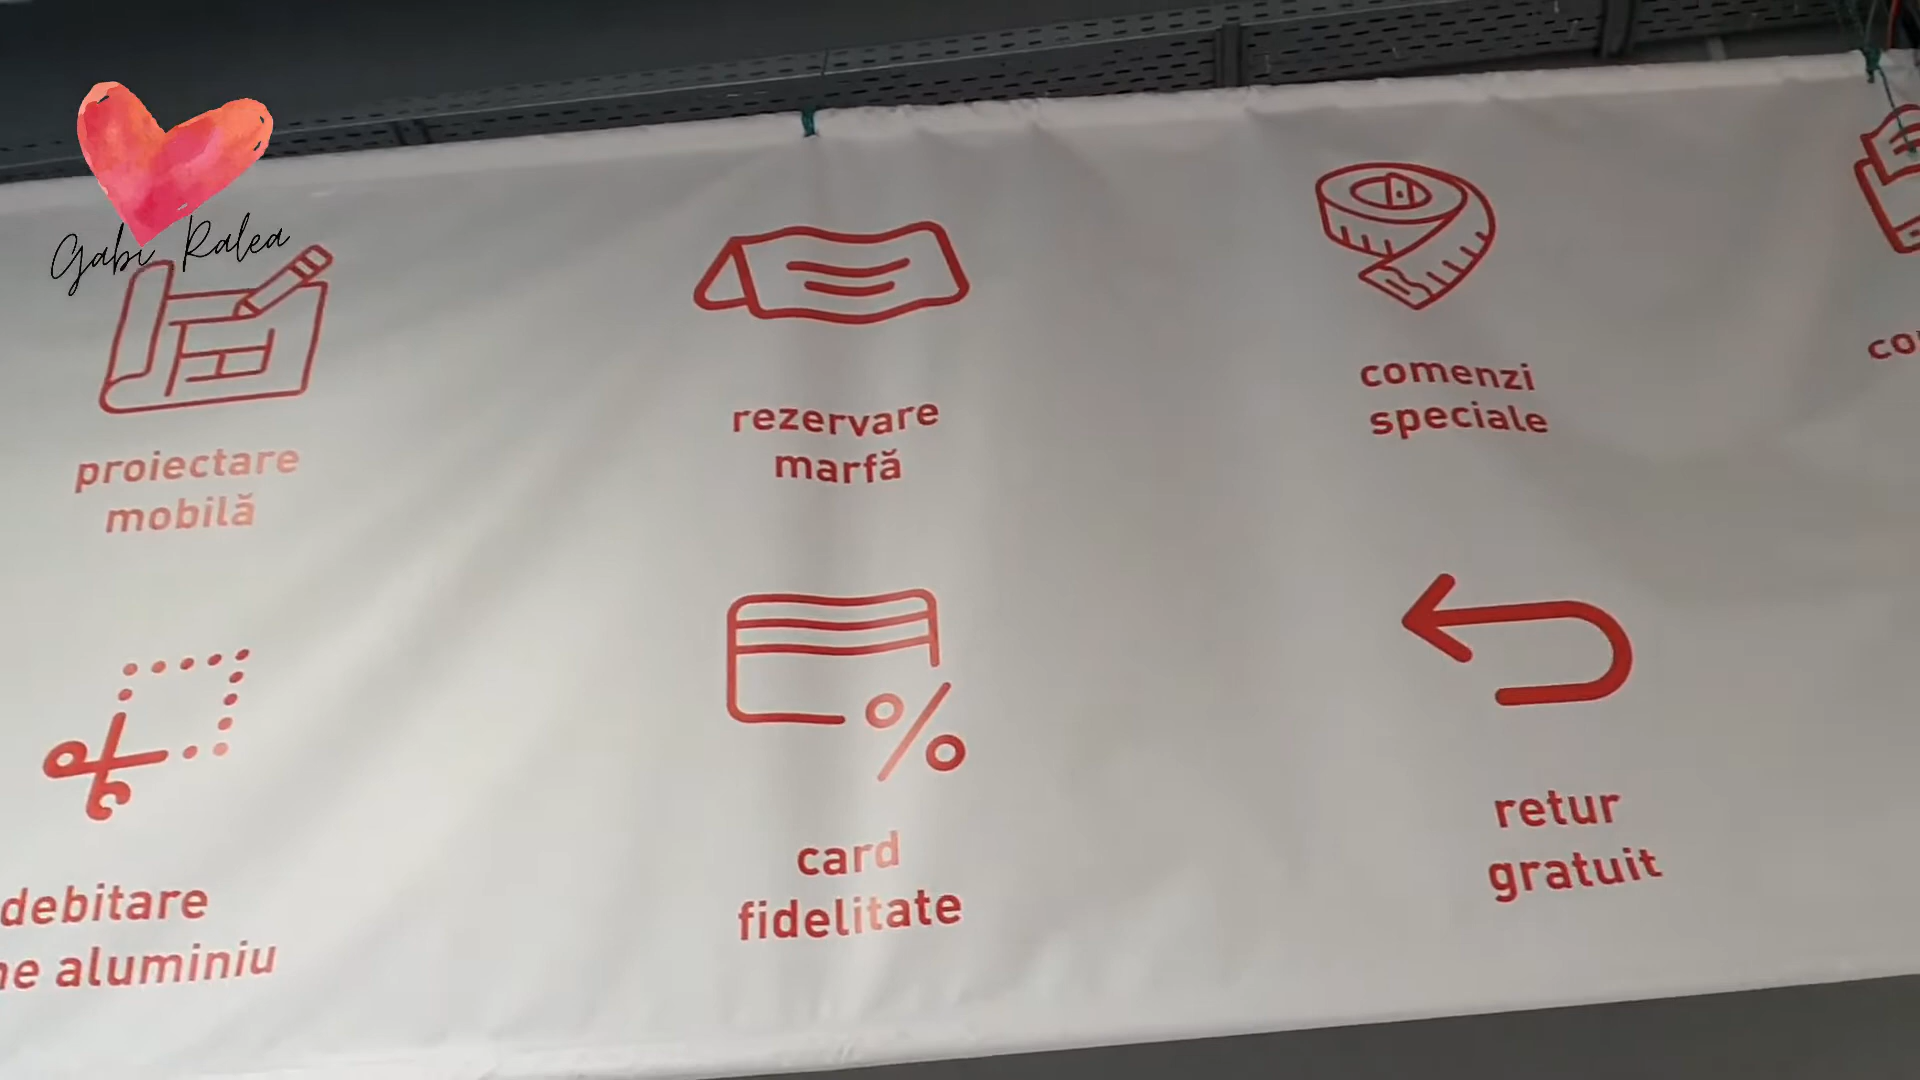 Gabi Ralea
proiectare
mobilă
rezervare
marfă
comenzi
speciale
debitare
aluminiu
card
fidelitate
retur
gratuit